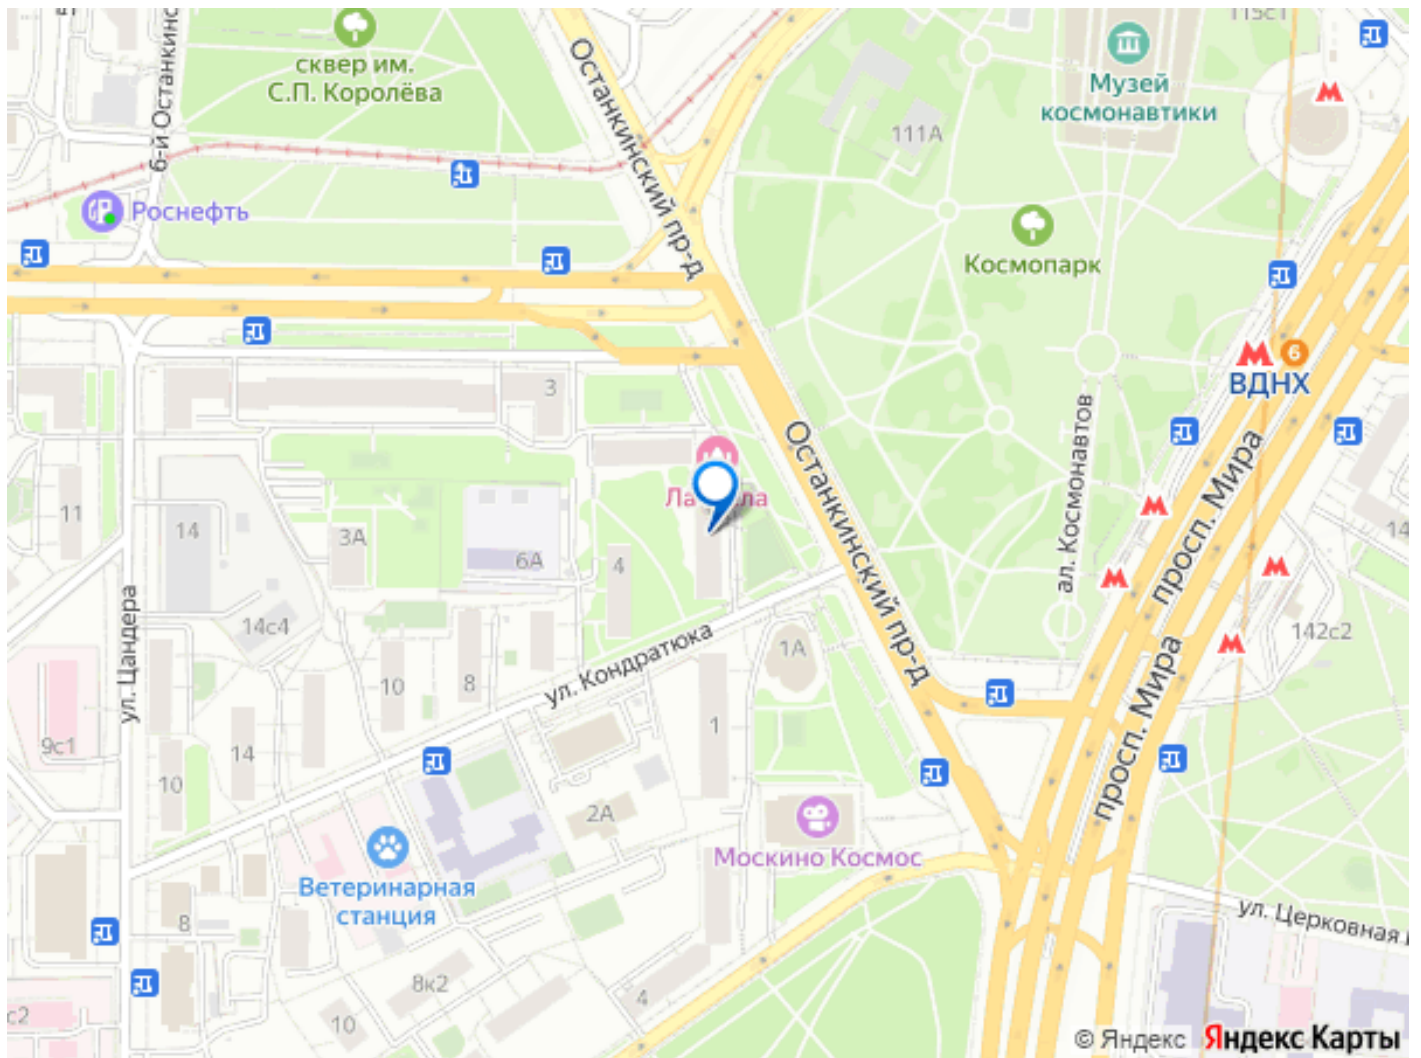 119с1
6-й Останкинс
сквер им.
С.П. Королёва
Останкинский пр-д
Музей
космонавтики
111А
Роснефть
Космопарк
6
ВДНХ
3
Останкинский пр-д
ал. Космонавтов
просп. Мира
11
14
3А
6А
4
14
14с4
ул. Цандера
ул. Кондратюка
1А
142с2
просп. Мира
10
8
1
9с1
14
10
2А
Москино Космос
Ветеринарная
станция
8
ул. Церковная
8к2
4
10
с2
© Яндекс Яндекс Карты